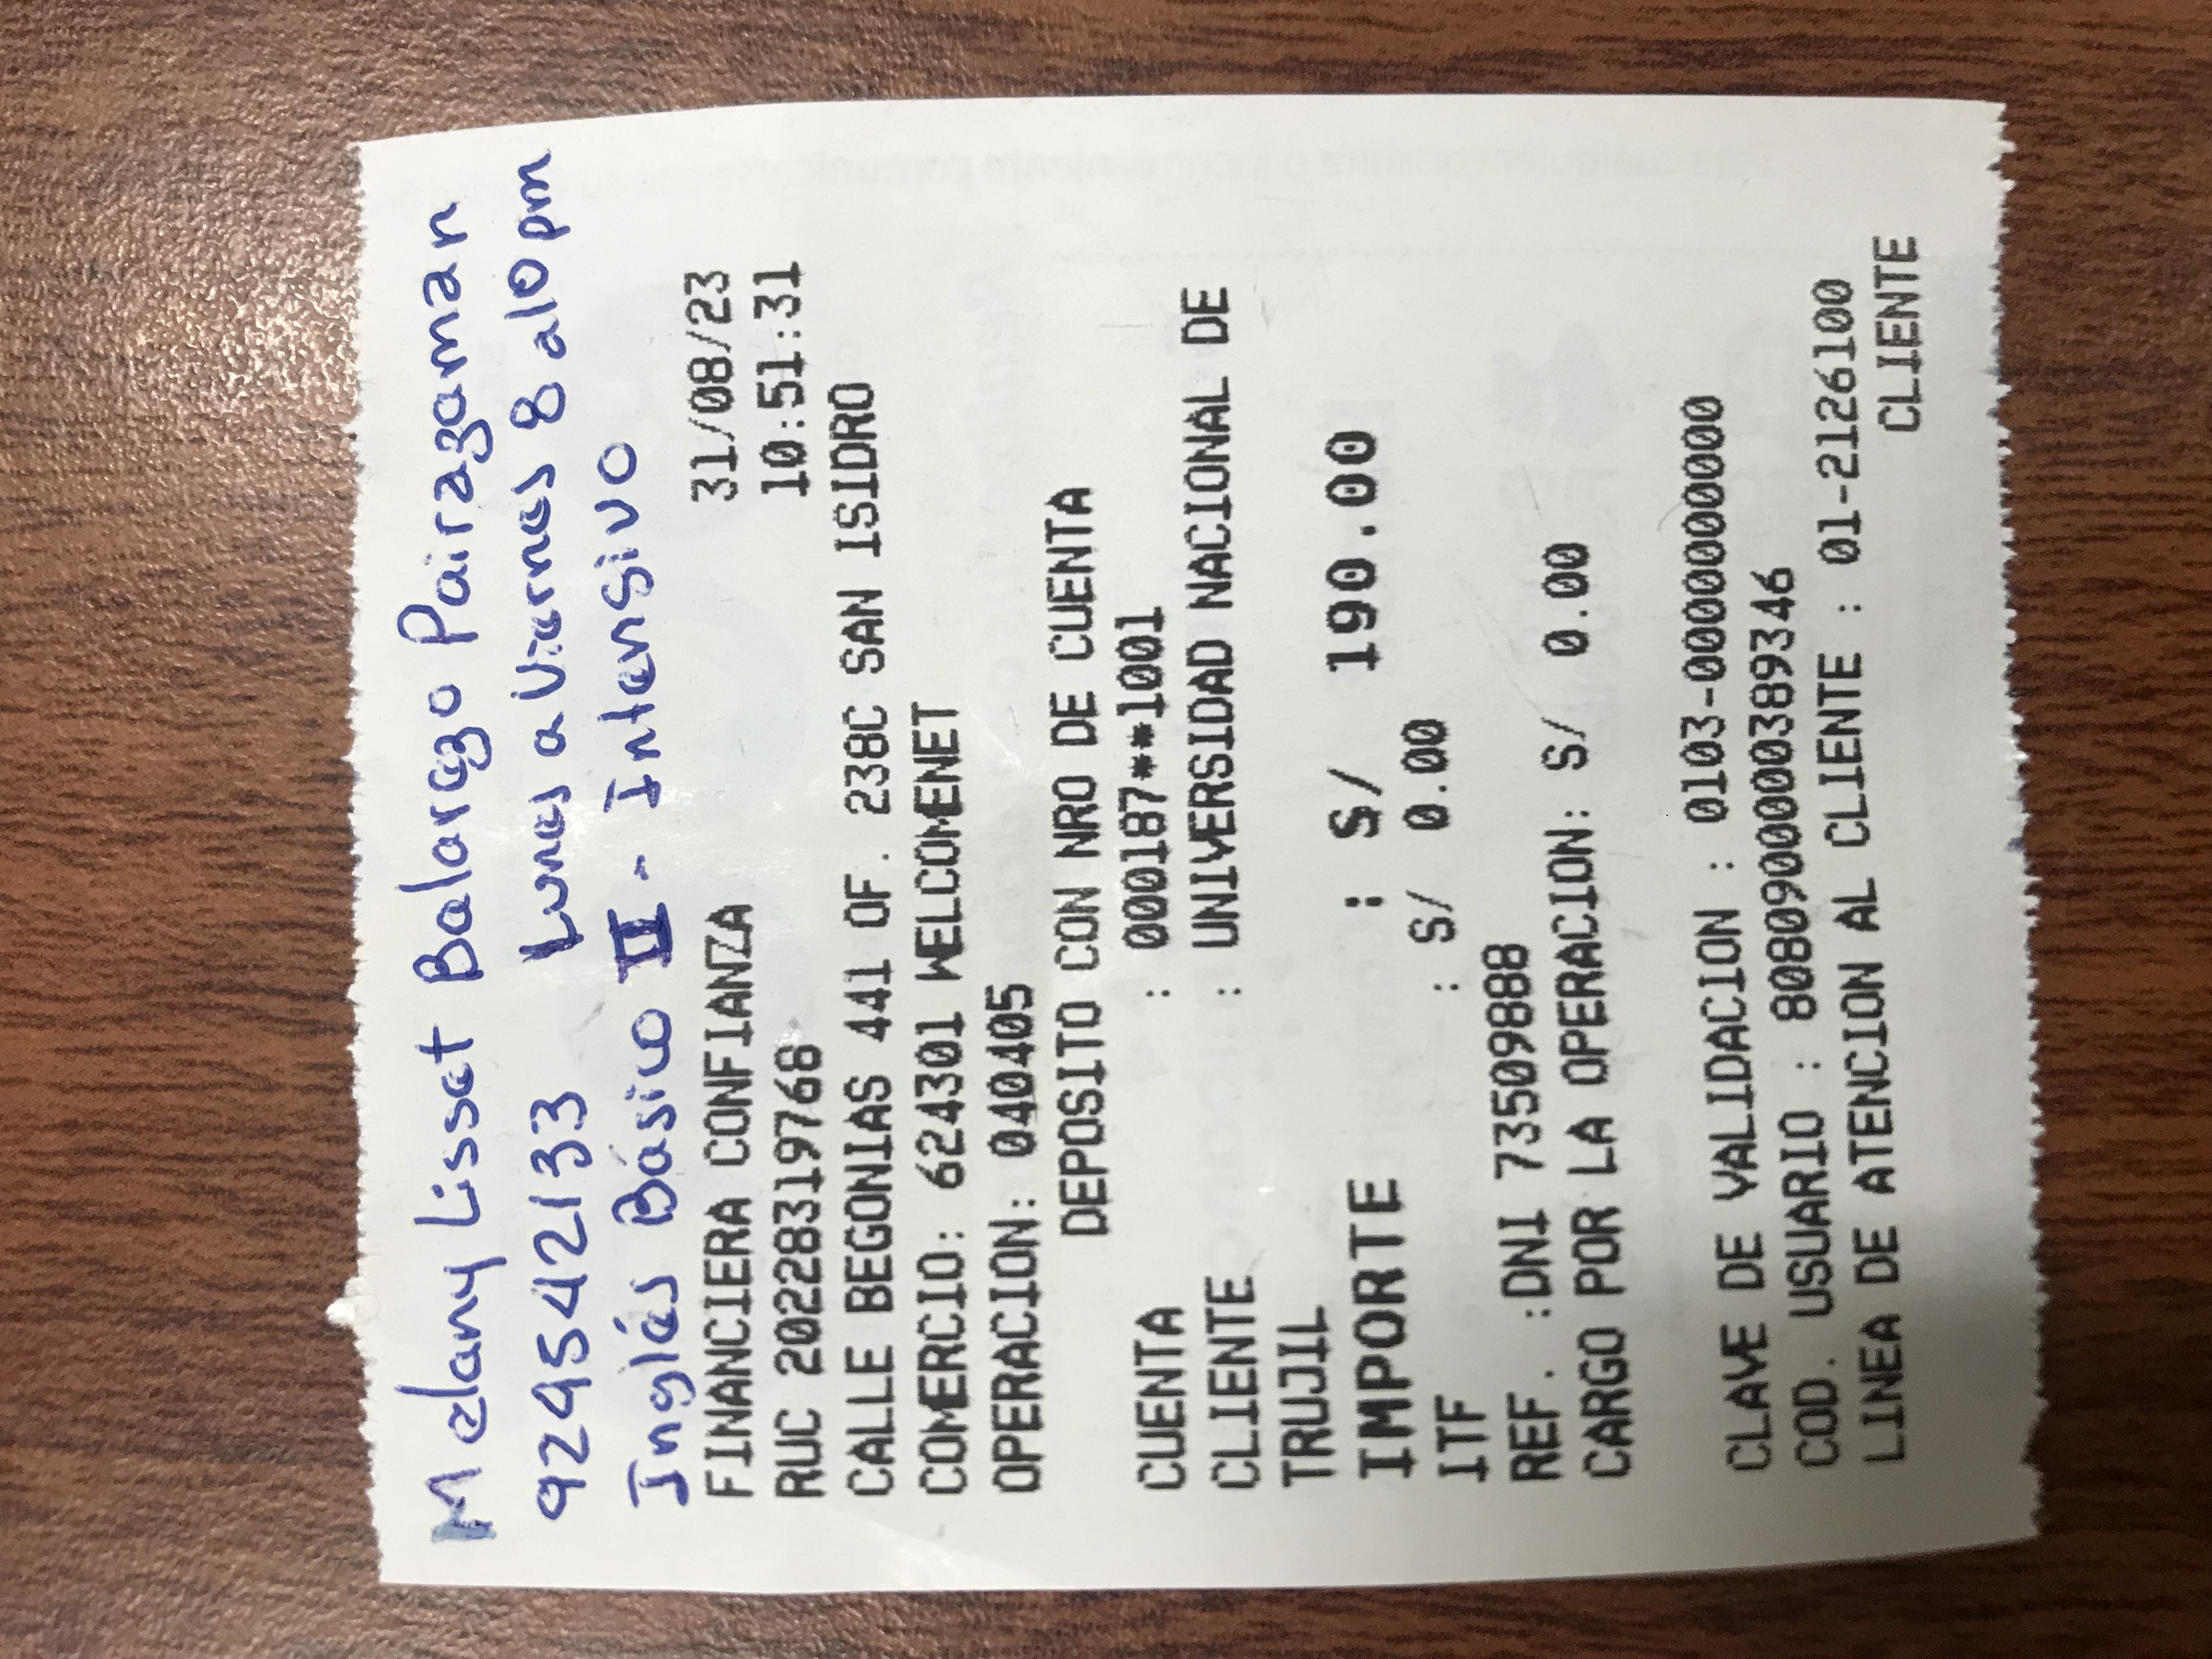 Melany Lisset Balarezo Pairazaman
929542133 Lunes a Viernes 8 a 10 pm
Inglés Básico II - Intensivo
FINANCIERA CONFIANZA 31/08/23
RUC 20228319768 10:51:31
CALLE BEGONIAS 441 OF. 238C SAN ISIDRO
COMERCIO: 624301 WELCOMENET
OPERACION: 040405
DEPOSITO CON NRO DE CUENTA
CUENTA : 000187**1001
CLIENTE : UNIVERSIDAD NACIONAL DE
TRUJIL
IMPORTE : S/ 190.00
ITF : S/ 0.00
REF. :DNI 73509888
CARGO POR LA OPERACION: S/ 0.00
CLAVE DE VALIDACION : 0103-0000000000
COD. USUARIO : 8080900000389346
LINEA DE ATENCION AL CLIENTE : 01-2126100
CLIENTE